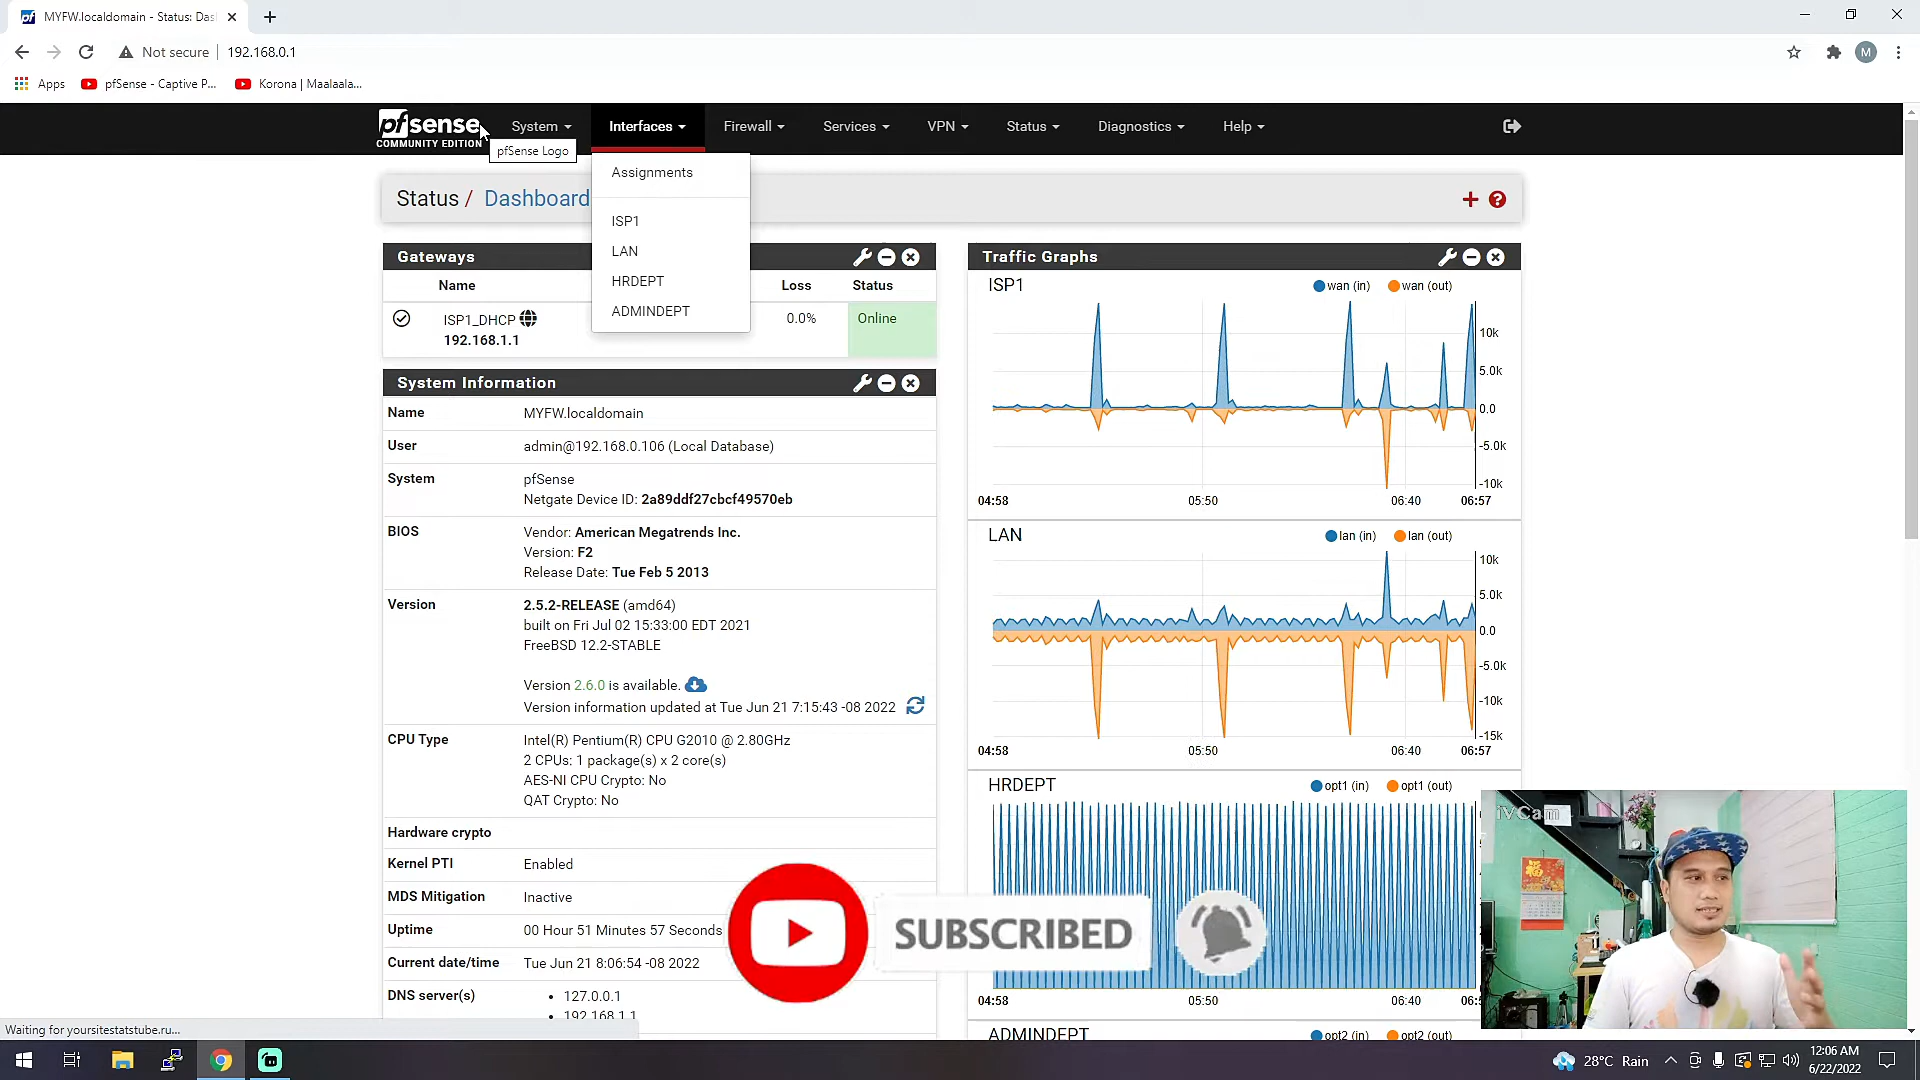 MYFW.localdomain - Status: Das
Not secure
192.168.0.1
M
Apps
pfSense - Captive P...
Korona | Maalaala...
pfsense
COMMUNITY EDITION
System
Interfaces
Firewall
Services
VPN
Status
Diagnostics
Help
pfSense Logo
Assignments
ISP1
LAN
HRDEPT
ADMINDEPT
Status / Dashboard
Gateways
Name
Loss
Status
ISP1_DHCP
192.168.1.1
0.0%
Online
System Information
Name
MYFW.localdomain
User
admin@192.168.0.106 (Local Database)
System
pfSense
Netgate Device ID: 2a89ddf27cbcf49570eb
BIOS
Vendor: American Megatrends Inc.
Version: F2
Release Date: Tue Feb 5 2013
Version
2.5.2-RELEASE (amd64)
built on Fri Jul 02 15:33:00 EDT 2021
FreeBSD 12.2-STABLE
Version 2.6.0 is available.
Version information updated at Tue Jun 21 7:15:43 -08 2022
CPU Type
Intel(R) Pentium(R) CPU G2010 @ 2.80GHz
2 CPUs: 1 package(s) x 2 core(s)
AES-NI CPU Crypto: No
QAT Crypto: No
Hardware crypto
Kernel PTI
Enabled
MDS Mitigation
Inactive
Uptime
00 Hour 51 Minutes 57 Seconds
Current date/time
Tue Jun 21 8:06:54 -08 2022
DNS server(s)
127.0.0.1
192.168.1.1
Traffic Graphs
ISP1
wan (in)
wan (out)
10k
5.0k
0.0
-5.0k
-10k
04:58
05:50
06:40
06:57
LAN
lan (in)
lan (out)
10k
5.0k
0.0
-5.0k
-10k
-15k
04:58
05:50
06:40
06:57
HRDEPT
opt1 (in)
opt1 (out)
04:58
05:50
06:40
06:5
ADMINDEPT
opt2 (in)
opt2 (out)
SUBSCRIBED
iVCam
福
Waiting for yoursitestatstube.ru...
28°C Rain
12:06 AM
6/22/2022